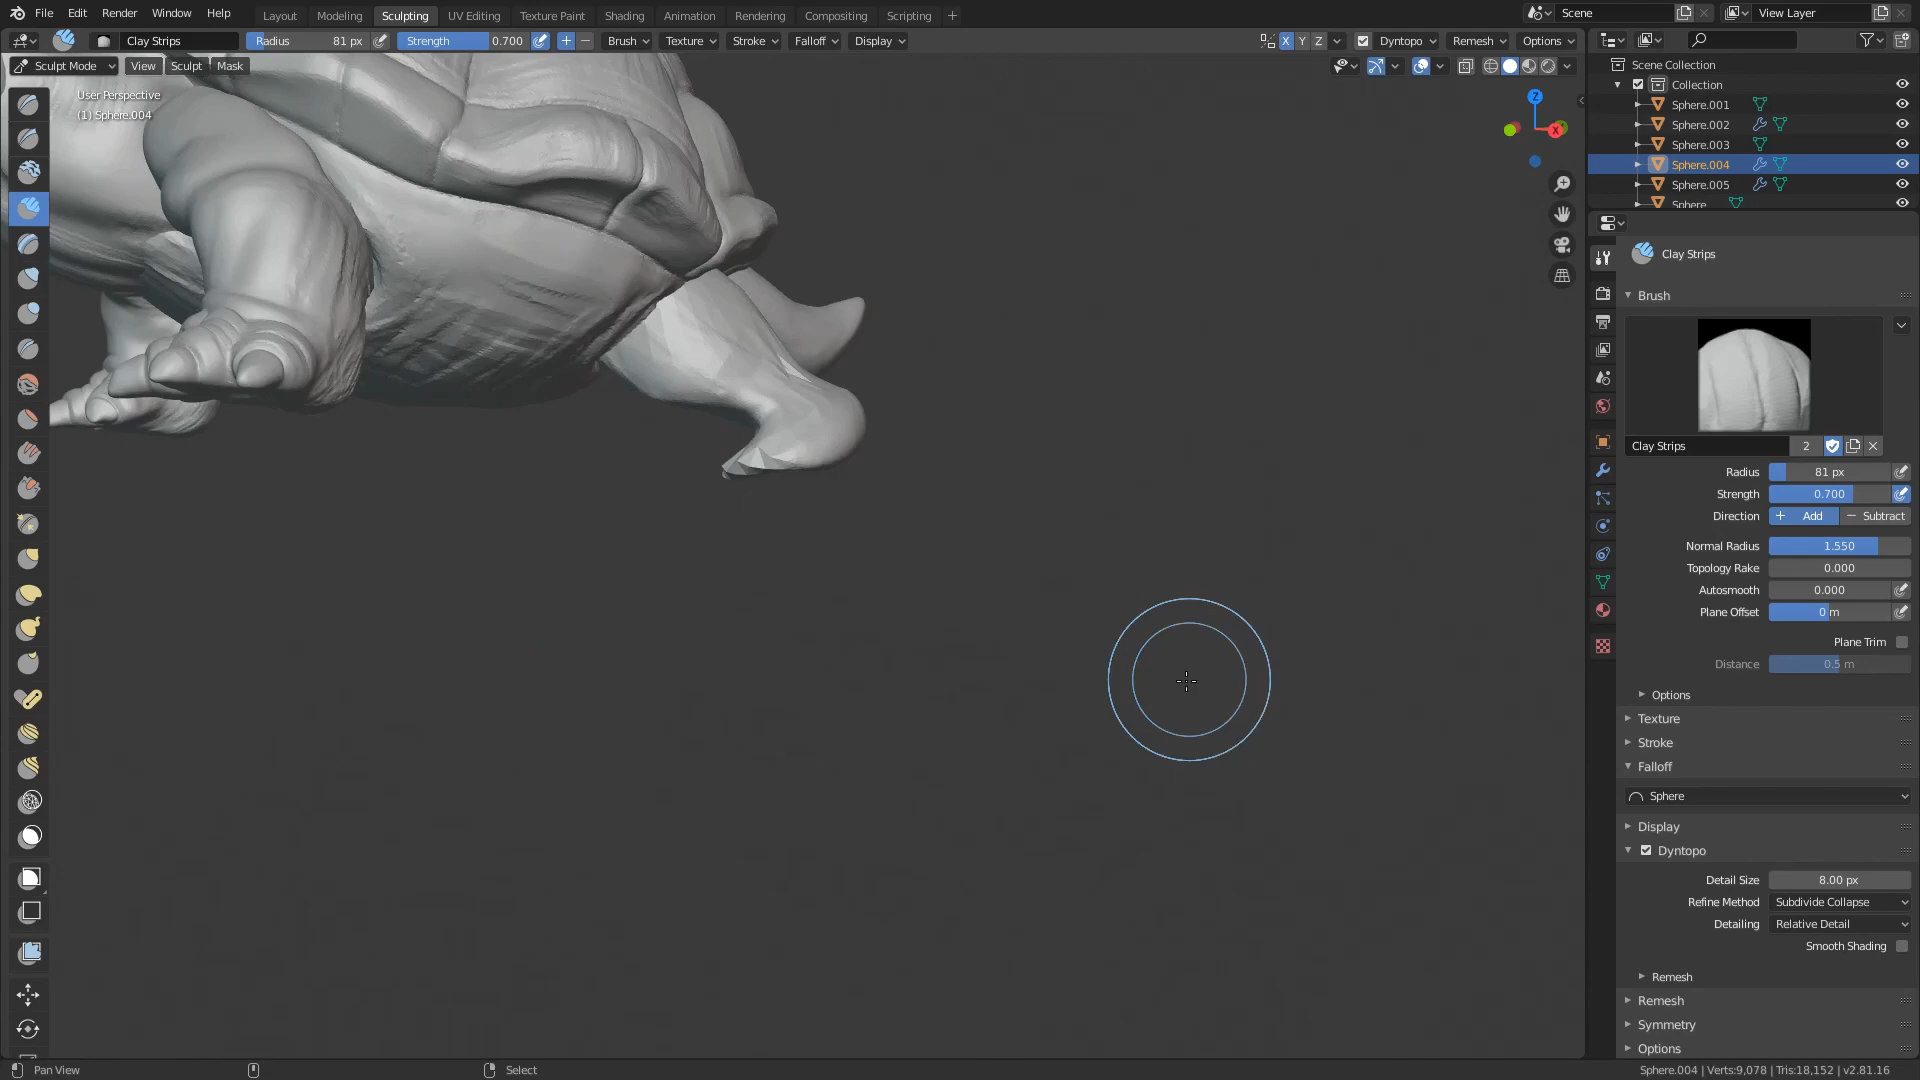 File Edit Render Window Help Layout Modeling Sculpting UV Editing Texture Paint Shading Animation Rendering Compositing Scripting + Scene View Layer
Clay Strips Radius 81 px Strength 0.700 + − Brush Texture Stroke Falloff Display X Y Z Dyntopo Remesh Options
Sculpt Mode View Sculpt Mask
User Perspective
(1) Sphere.004
Z
X
Scene Collection
Collection
Sphere.001
Sphere.002
Sphere.003
Sphere.004
Sphere.005
Sphere
Clay Strips
Brush
Clay Strips 2
Radius 81 px
Strength 0.700
Direction + Add − Subtract
Normal Radius 1.550
Topology Rake 0.000
Autosmooth 0.000
Plane Offset 0 m
Plane Trim
Distance 0.5 m
Options
Texture
Stroke
Falloff
Sphere
Display
Dyntopo
Detail Size 8.00 px
Refine Method Subdivide Collapse
Detailing Relative Detail
Smooth Shading
Remesh
Remesh
Symmetry
Options
Pan View Select Sphere.004 | Verts:9,078 | Tris:18,152 | v2.81.16